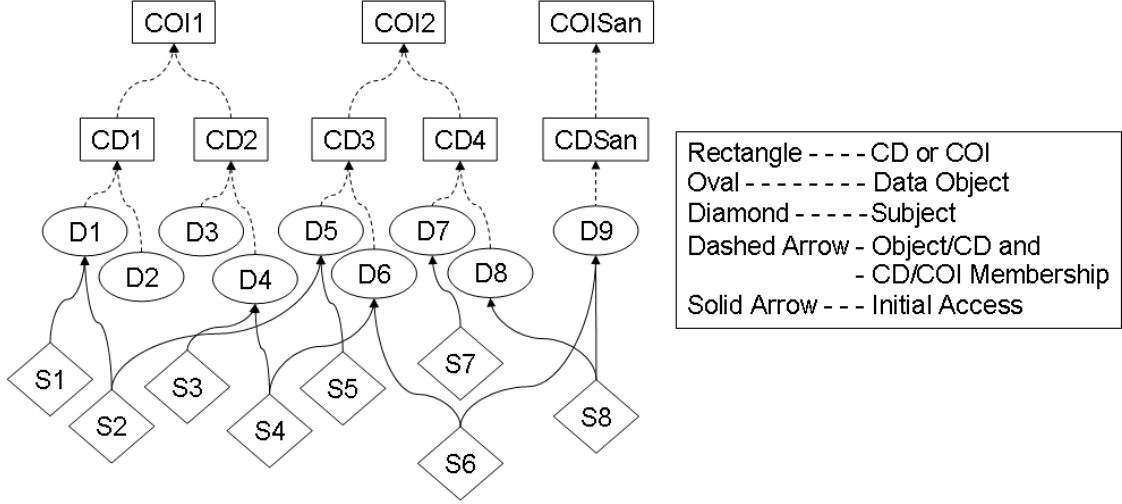 COI1 COI2 COISan
CD1 CD2 CD3 CD4 CDSan
Rectangle - - - - CD or COI
Oval - - - - - - - - Data Object
Diamond - - - - - Subject
Dashed Arrow - Object/CD and
- CD/COI Membership
Solid Arrow - - - Initial Access
D1 D3 D5 D7 D9
D2 D4 D6 D8
S1 S3 S5 S7
S2 S4 S6 S8